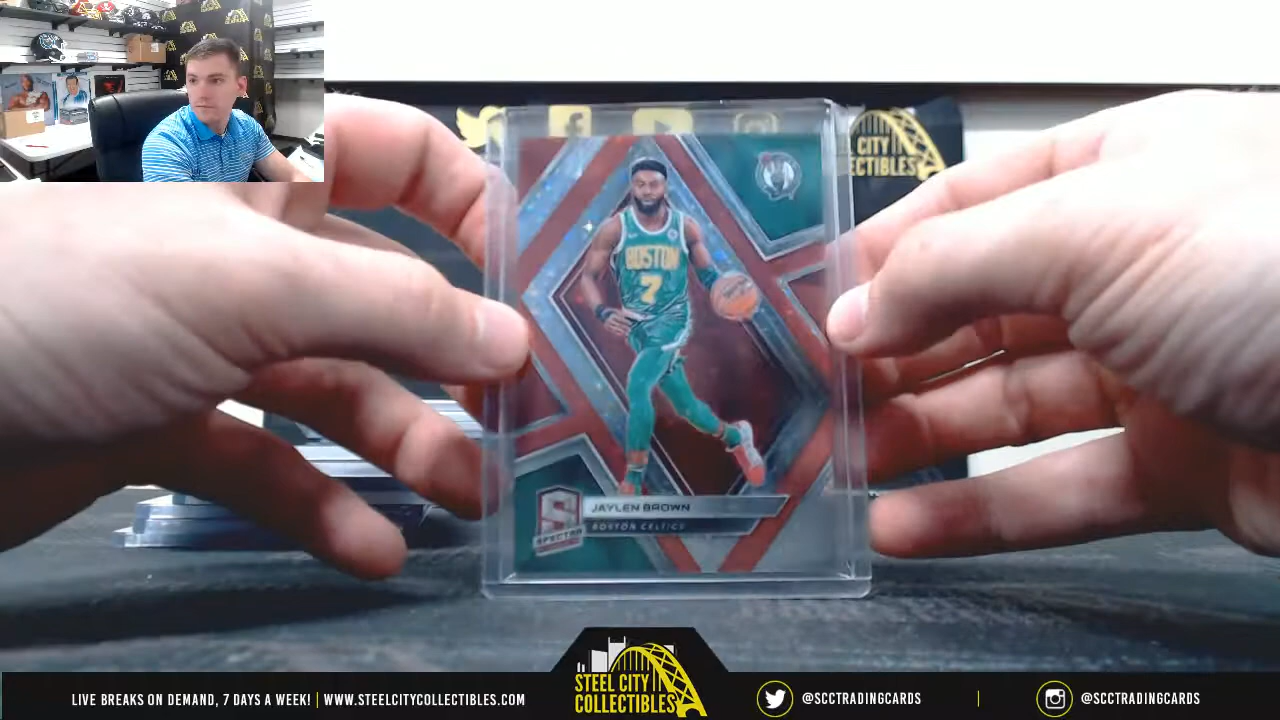 CITY
ECTIBLES
BOSTON
7
JAYLEN BROWN
BOSTON CELTICS
S
SPECTRA
LIVE BREAKS ON DEMAND, 7 DAYS A WEEK! | WWW.STEELCITYCOLLECTIBLES.COM
STEEL CITY
COLLECTIBLES
@SCCTRADINGCARDS
@SCCTRADINGCARDS